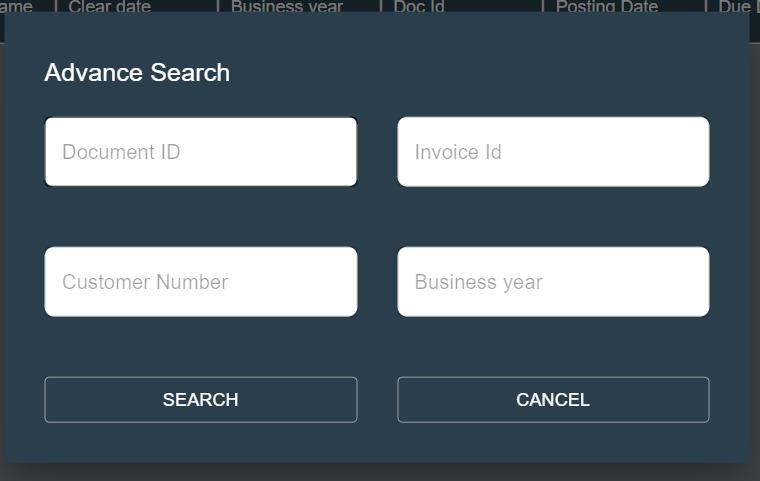 ame | Clear date | Business year | Doc Id | Posting Date | Due
Advance Search
Document ID
Invoice Id
Customer Number
Business year
SEARCH
CANCEL